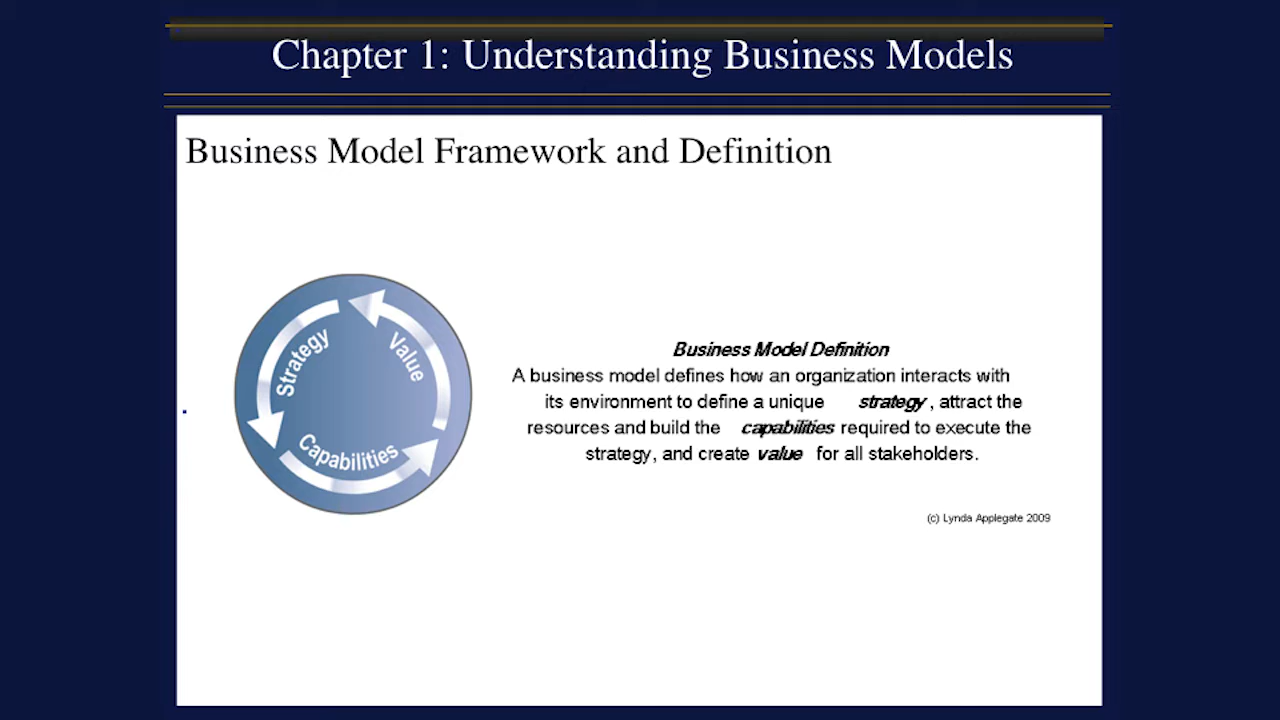 Chapter 1: Understanding Business Models
Business Model Framework and Definition
Strategy
Value
Capabilities
Business Model Definition
A business model defines how an organization interacts with
its environment to define a unique strategy, attract the
resources and build the capabilities required to execute the
strategy, and create value for all stakeholders.
(c) Lynda Applegate 2009